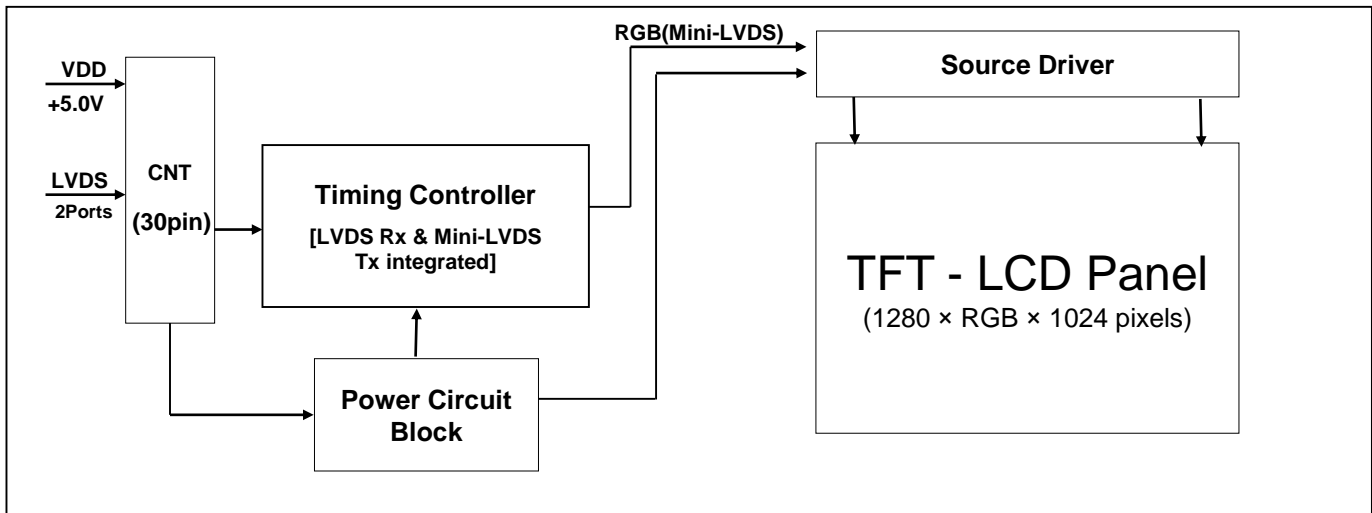 VDD
+5.0V
LVDS
2Ports
CNT
(30pin)
Timing Controller
[LVDS Rx & Mini-LVDS
Tx integrated]
Power Circuit
Block
RGB(Mini-LVDS)
Source Driver
TFT - LCD Panel
(1280 × RGB × 1024 pixels)